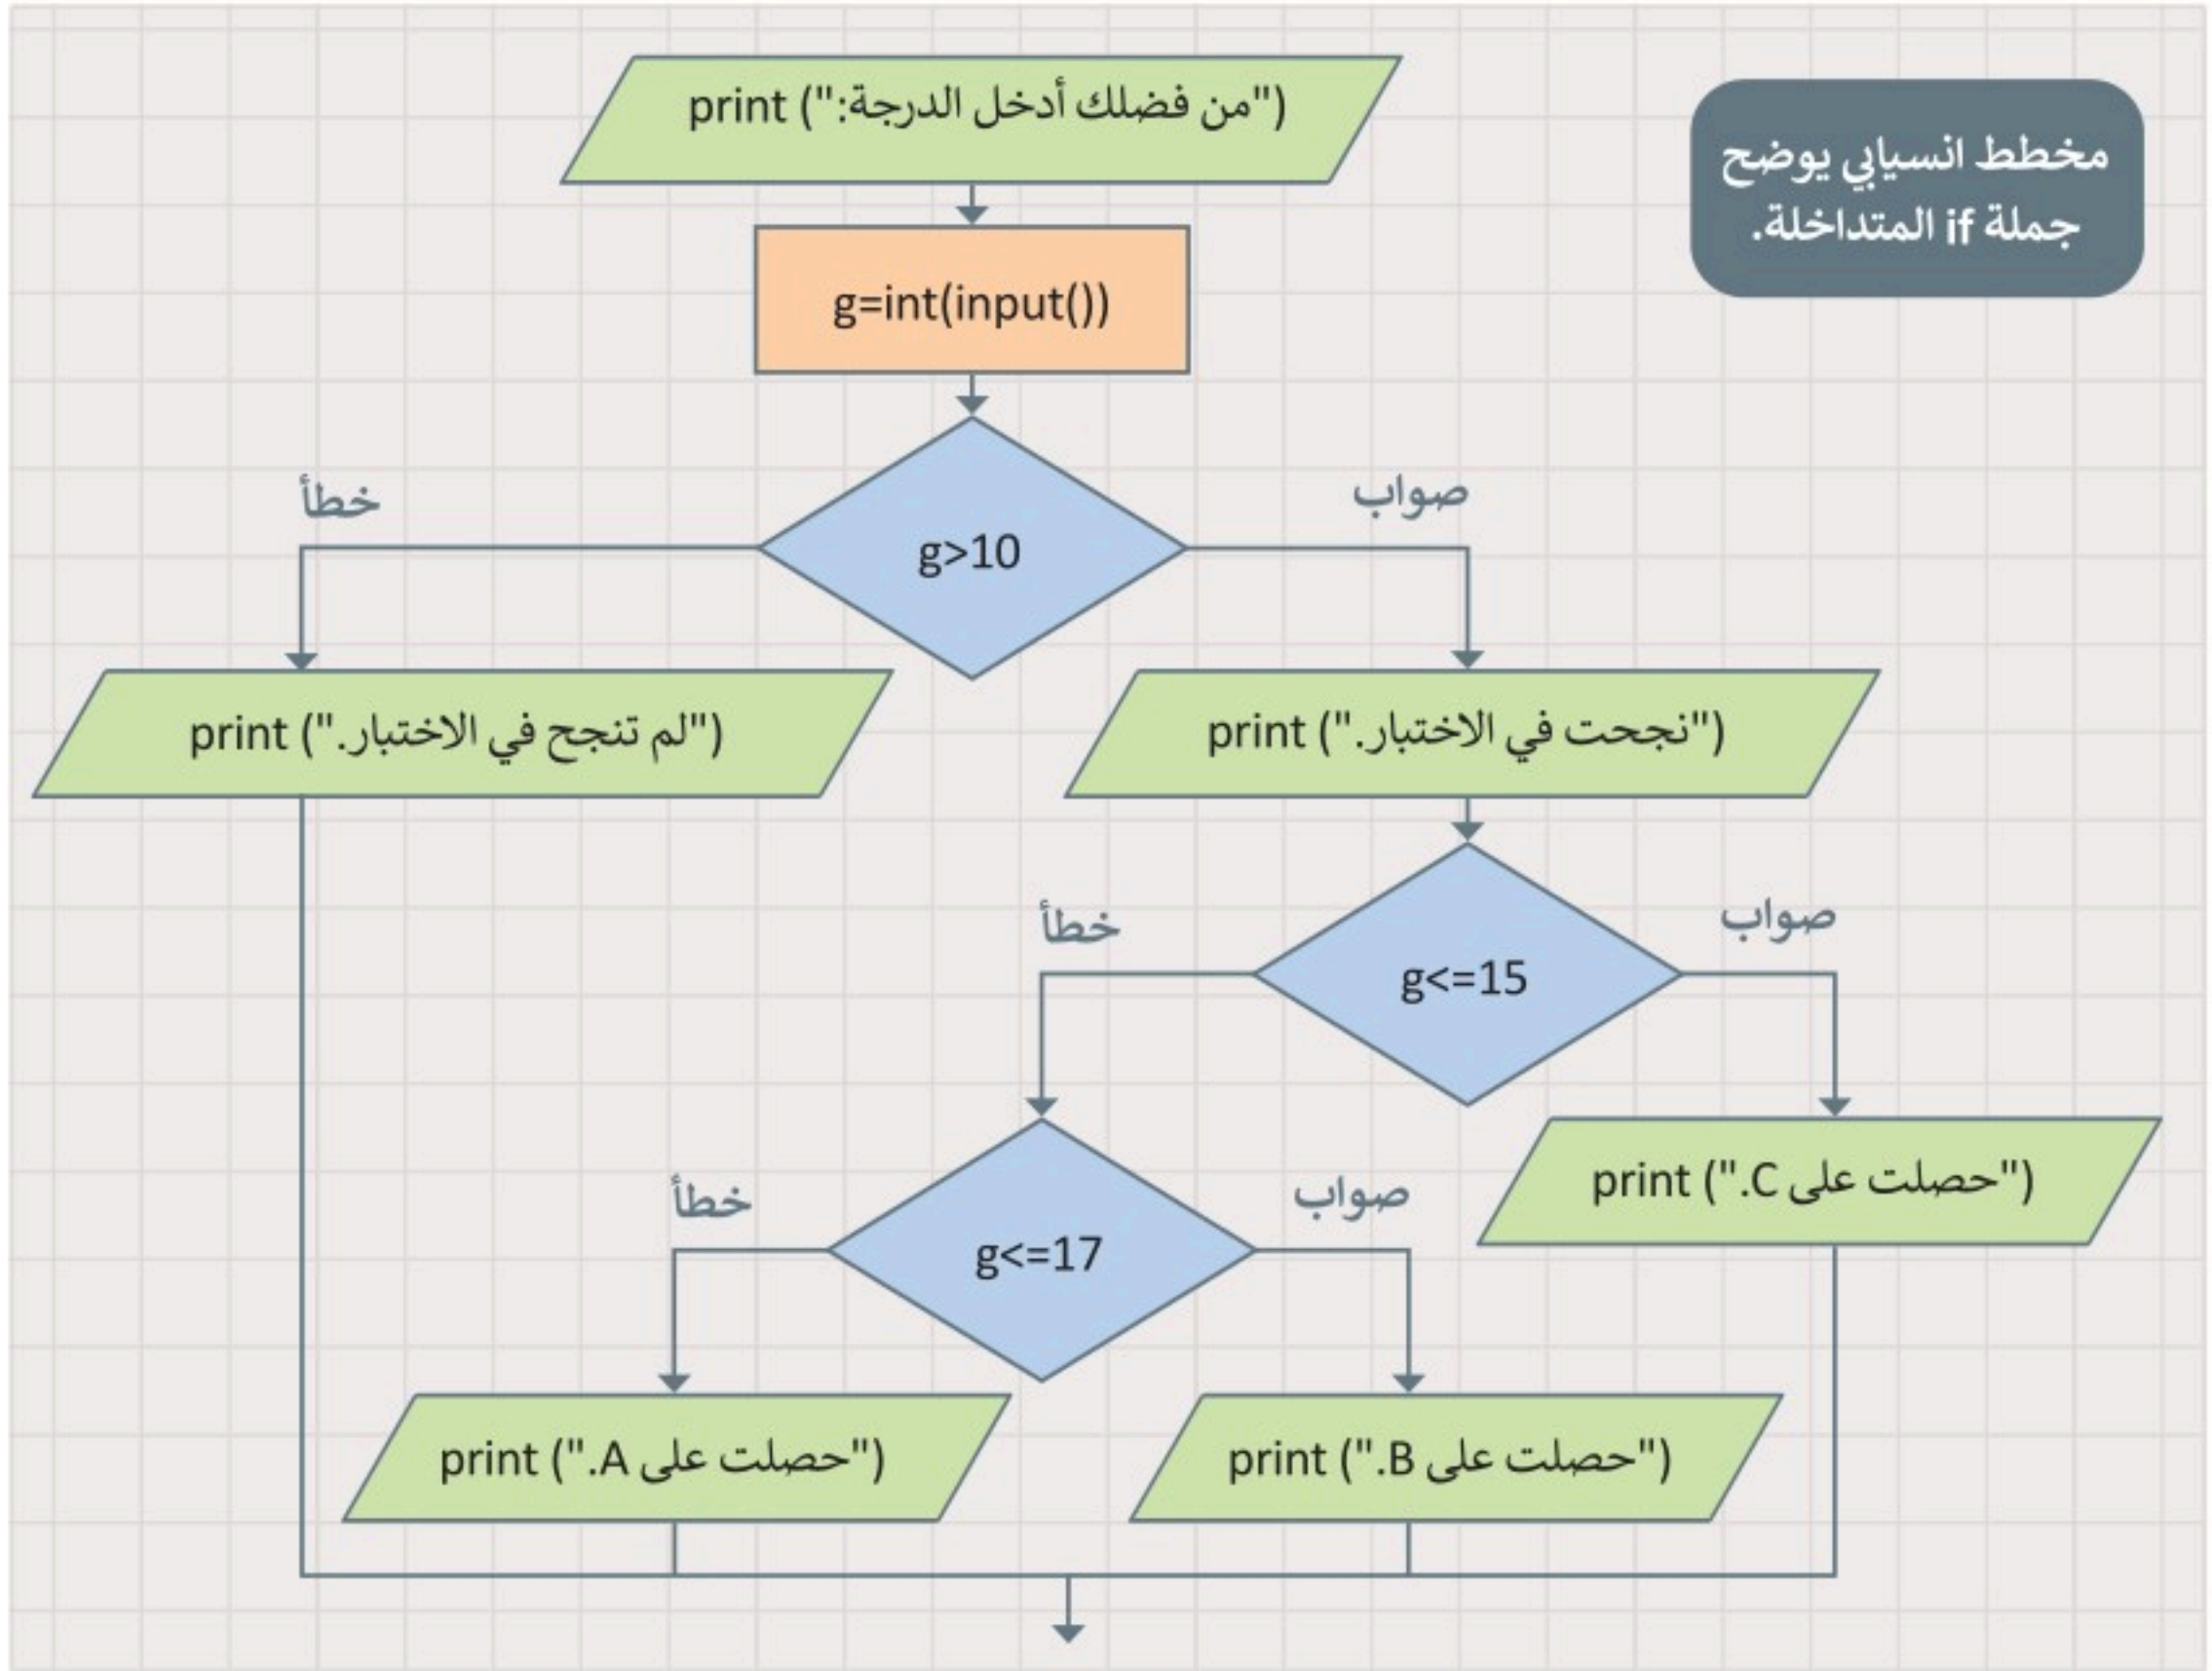 مخطط انسيابي يوضح
جملة if المتداخلة.
print ("من فضلك أدخل الدرجة:")
g=int(input())
g>10
صواب
خطأ
print ("نجحت في الاختبار.")
print ("لم تنجح في الاختبار.")
g<=15
صواب
خطأ
print ("حصلت على C.")
g<=17
صواب
خطأ
print ("حصلت على B.")
print ("حصلت على A.")